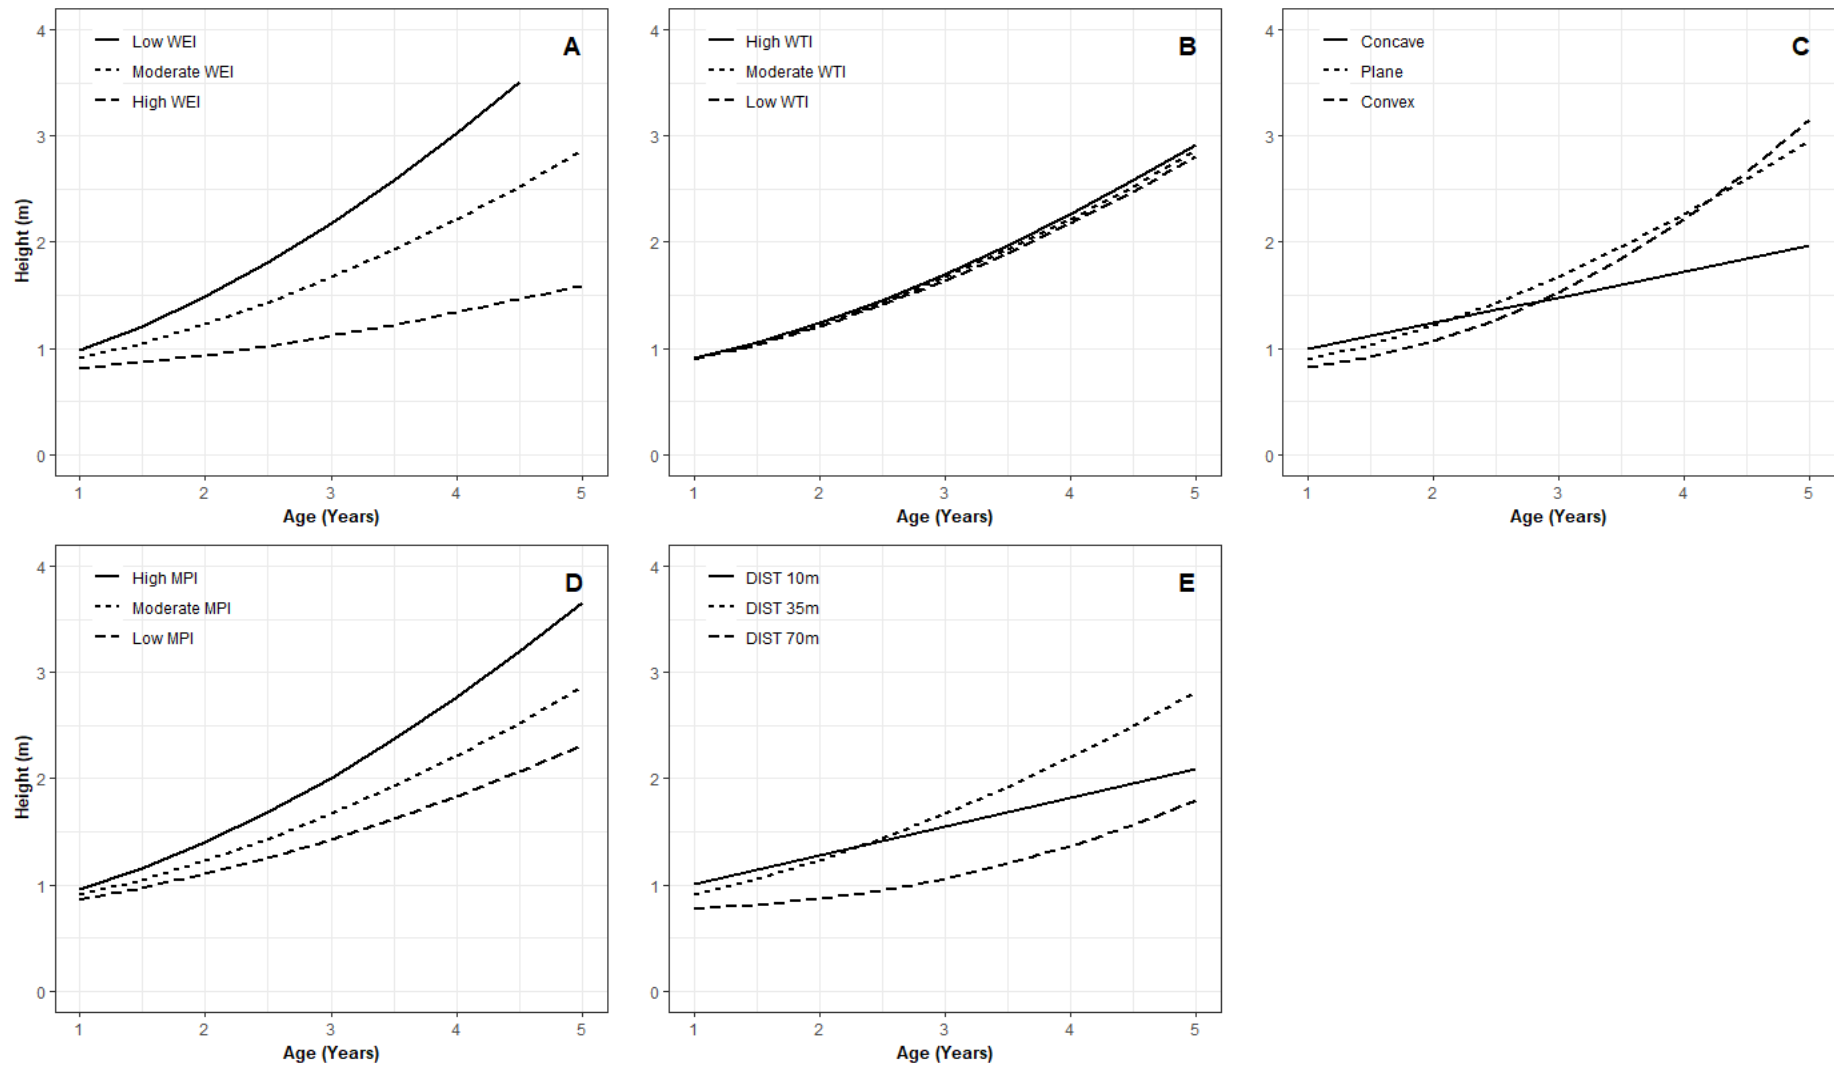 A
Low WEI
Moderate WEI
High WEI
4
3
2
1
0
Height (m)
1 2 3 4 5
Age (Years)
B
High WTI
Moderate WTI
Low WTI
4
3
2
1
0
1 2 3 4 5
Age (Years)
C
Concave
Plane
Convex
4
3
2
1
0
1 2 3 4 5
Age (Years)
D
High MPI
Moderate MPI
Low MPI
4
3
2
1
0
Height (m)
1 2 3 4 5
Age (Years)
E
DIST 10m
DIST 35m
DIST 70m
4
3
2
1
0
1 2 3 4 5
Age (Years)